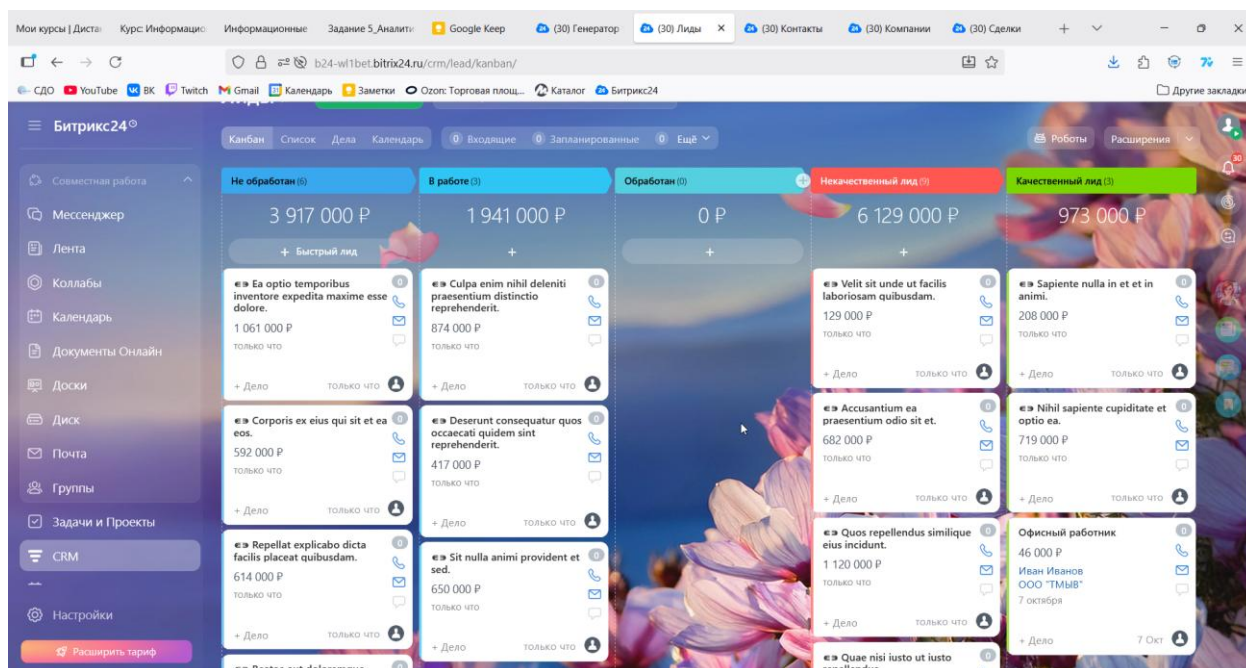 Мои курсы | Диста
Курс: Информацио
Информационные
Задание 5_Аналити
Google Keep
(30) Генератор
(30) Лиды
(30) Контакты
(30) Компании
(30) Сделки
b24-wl1bet.bitrix24.ru/crm/lead/kanban/
СДО
YouTube
ВК
Twitch
Gmail
Календарь
Заметки
Ozon: Торговая площ...
Каталог
Битрикс24
Другие закладки
Битрикс24
Канбан
Список
Дела
Календарь
0 Входящие
0 Запланированные
0 Ещё
Роботы
Расширения
30
Совместная работа
Мессенджер
Лента
Коллабы
Календарь
Документы Онлайн
Доски
Диск
Почта
Группы
Задачи и Проекты
CRM
Настройки
Расширить тариф
Не обработан (6)
3 917 000 ₽
+ Быстрый лид
Ea optio temporibus
inventore expedita maxime esse
dolore.
0
1 061 000 ₽
только что
+ Дело
только что
Corporis ex eius qui sit et ea
eos.
0
592 000 ₽
только что
+ Дело
только что
Repellat explicabo dicta
facilis placeat quibusdam.
0
614 000 ₽
только что
+ Дело
только что
В работе (3)
1 941 000 ₽
+
Culpa enim nihil deleniti
praesentium distinctio
reprehenderit.
0
874 000 ₽
только что
+ Дело
только что
Deserunt consequatur quos
occaecati quidem sint
reprehenderit.
0
417 000 ₽
только что
+ Дело
только что
Sit nulla animi provident et
sed.
0
650 000 ₽
только что
+ Дело
только что
Обработан (0)
0 ₽
+
Некачественный лид (9)
6 129 000 ₽
+
Velit sit unde ut facilis
laboriosam quibusdam.
0
129 000 ₽
только что
+ Дело
только что
Accusantium ea
praesentium odio sit et.
0
682 000 ₽
только что
+ Дело
только что
Quos repellendus similique
eius incidunt.
0
1 120 000 ₽
только что
+ Дело
только что
Quae nisi iusto ut iusto
Качественный лид (3)
973 000 ₽
+
Sapiente nulla in et et in
animi.
0
208 000 ₽
только что
+ Дело
только что
Nihil sapiente cupiditate et
optio ea.
0
719 000 ₽
только что
+ Дело
только что
Офисный работник
0
46 000 ₽
Иван Иванов
ООО "ТМЫВ"
7 октября
+ Дело
7 Окт